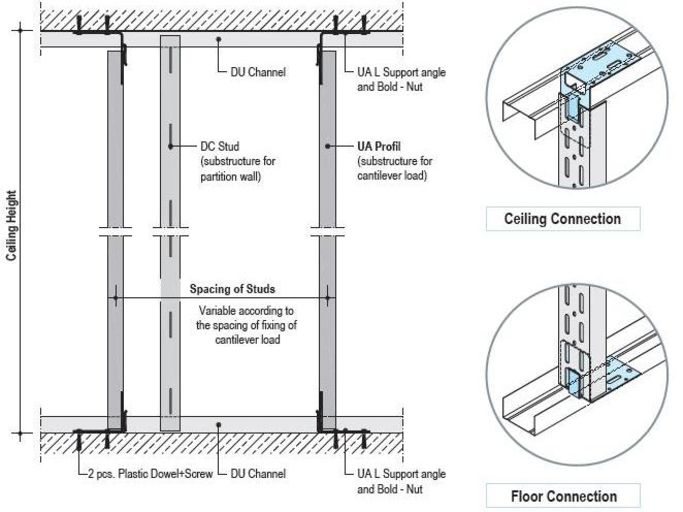 DU Channel
UA L Support angle
and Bold - Nut
DC Stud
(substructure for
partition wall)
UA Profil
(substructure for
cantilever load)
Ceiling Height
Spacing of Studs
Variable according to
the spacing of fixing of
cantilever load
2 pcs. Plastic Dowel+Screw
DU Channel
UA L Support angle
and Bold - Nut
Ceiling Connection
Floor Connection